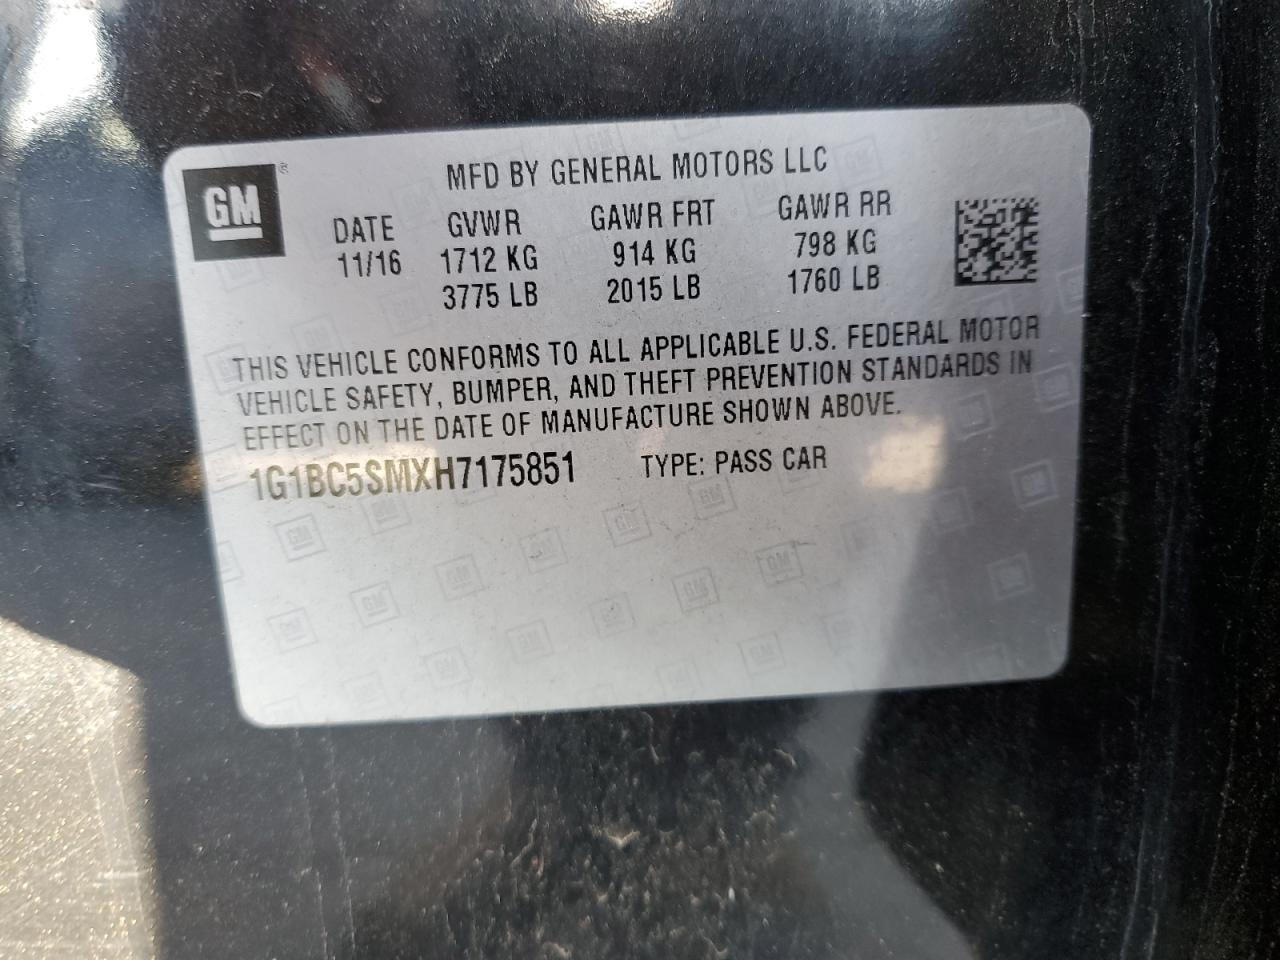 GM
MFD BY GENERAL MOTORS LLC
DATE GVWR GAWR FRT GAWR RR
11/16 1712 KG 914 KG 798 KG
3775 LB 2015 LB 1760 LB
THIS VEHICLE CONFORMS TO ALL APPLICABLE U.S. FEDERAL MOTOR
VEHICLE SAFETY, BUMPER, AND THEFT PREVENTION STANDARDS IN
EFFECT ON THE DATE OF MANUFACTURE SHOWN ABOVE.
1G1BC5SMXH7175851 TYPE: PASS CAR